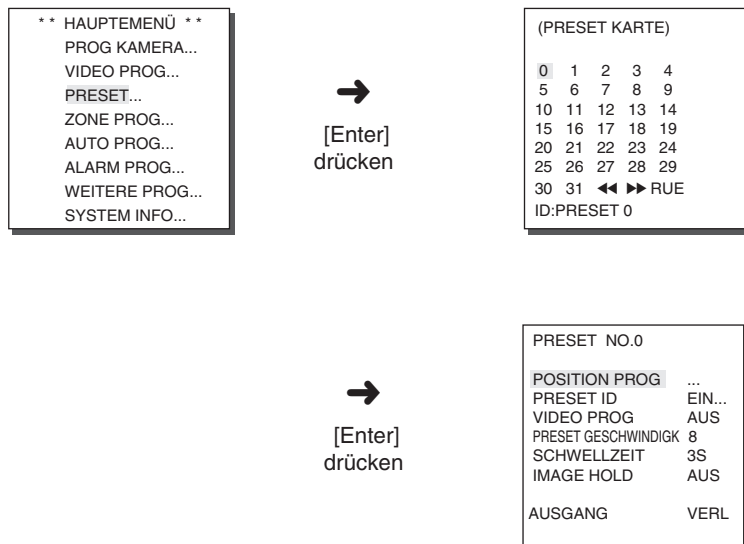 * * HAUPTEMENÜ * *
PROG KAMERA...
VIDEO PROG...
PRESET...
ZONE PROG...
AUTO PROG...
ALARM PROG...
WEITERE PROG...
SYSTEM INFO...
[Enter]
drücken
(PRESET KARTE)
0 1 2 3 4
5 6 7 8 9
10 11 12 13 14
15 16 17 18 19
20 21 22 23 24
25 26 27 28 29
30 31 ◀◀ ▶▶ RUE
ID:PRESET 0
[Enter]
drücken
PRESET NO.0
POSITION PROG ...
PRESET ID EIN...
VIDEO PROG AUS
PRESET GESCHWINDIGK 8
SCHWELLZEIT 3S
IMAGE HOLD AUS
AUSGANG VERL